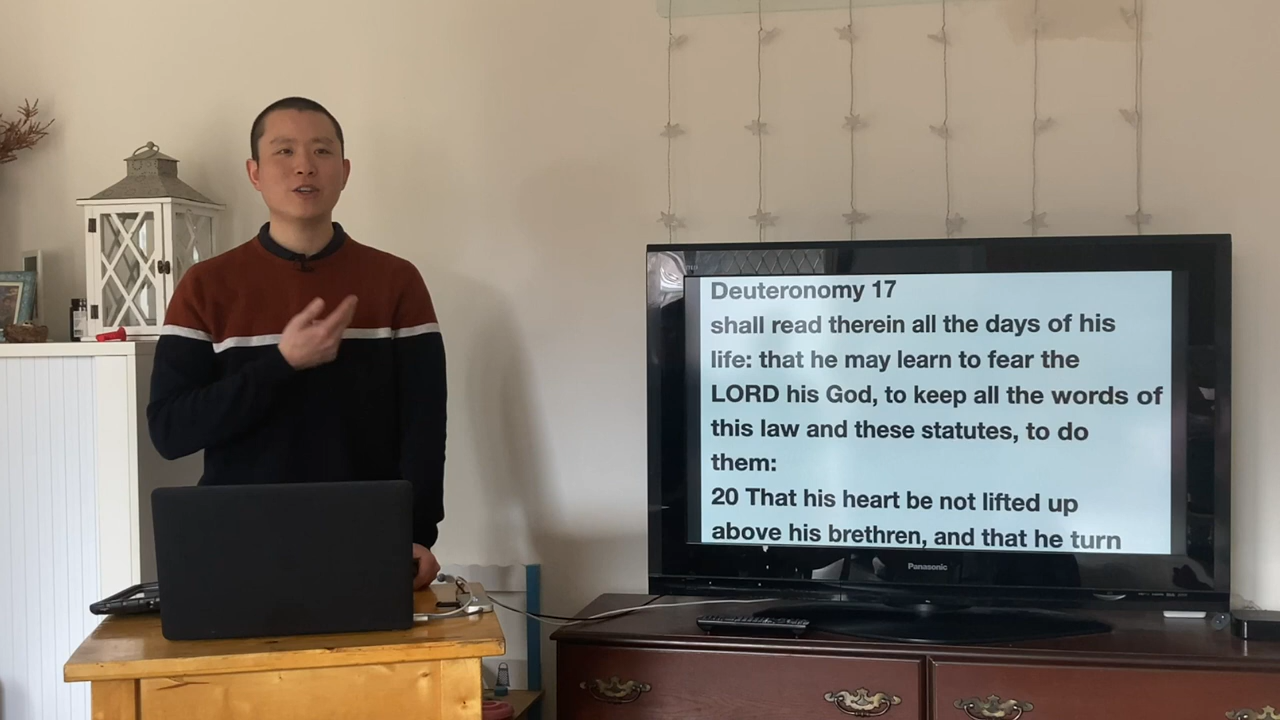 Deuteronomy 17
shall read therein all the days of his
life: that he may learn to fear the
LORD his God, to keep all the words of
this law and these statutes, to do
them:
20 That his heart be not lifted up
above his brethren, and that he turn
Panasonic